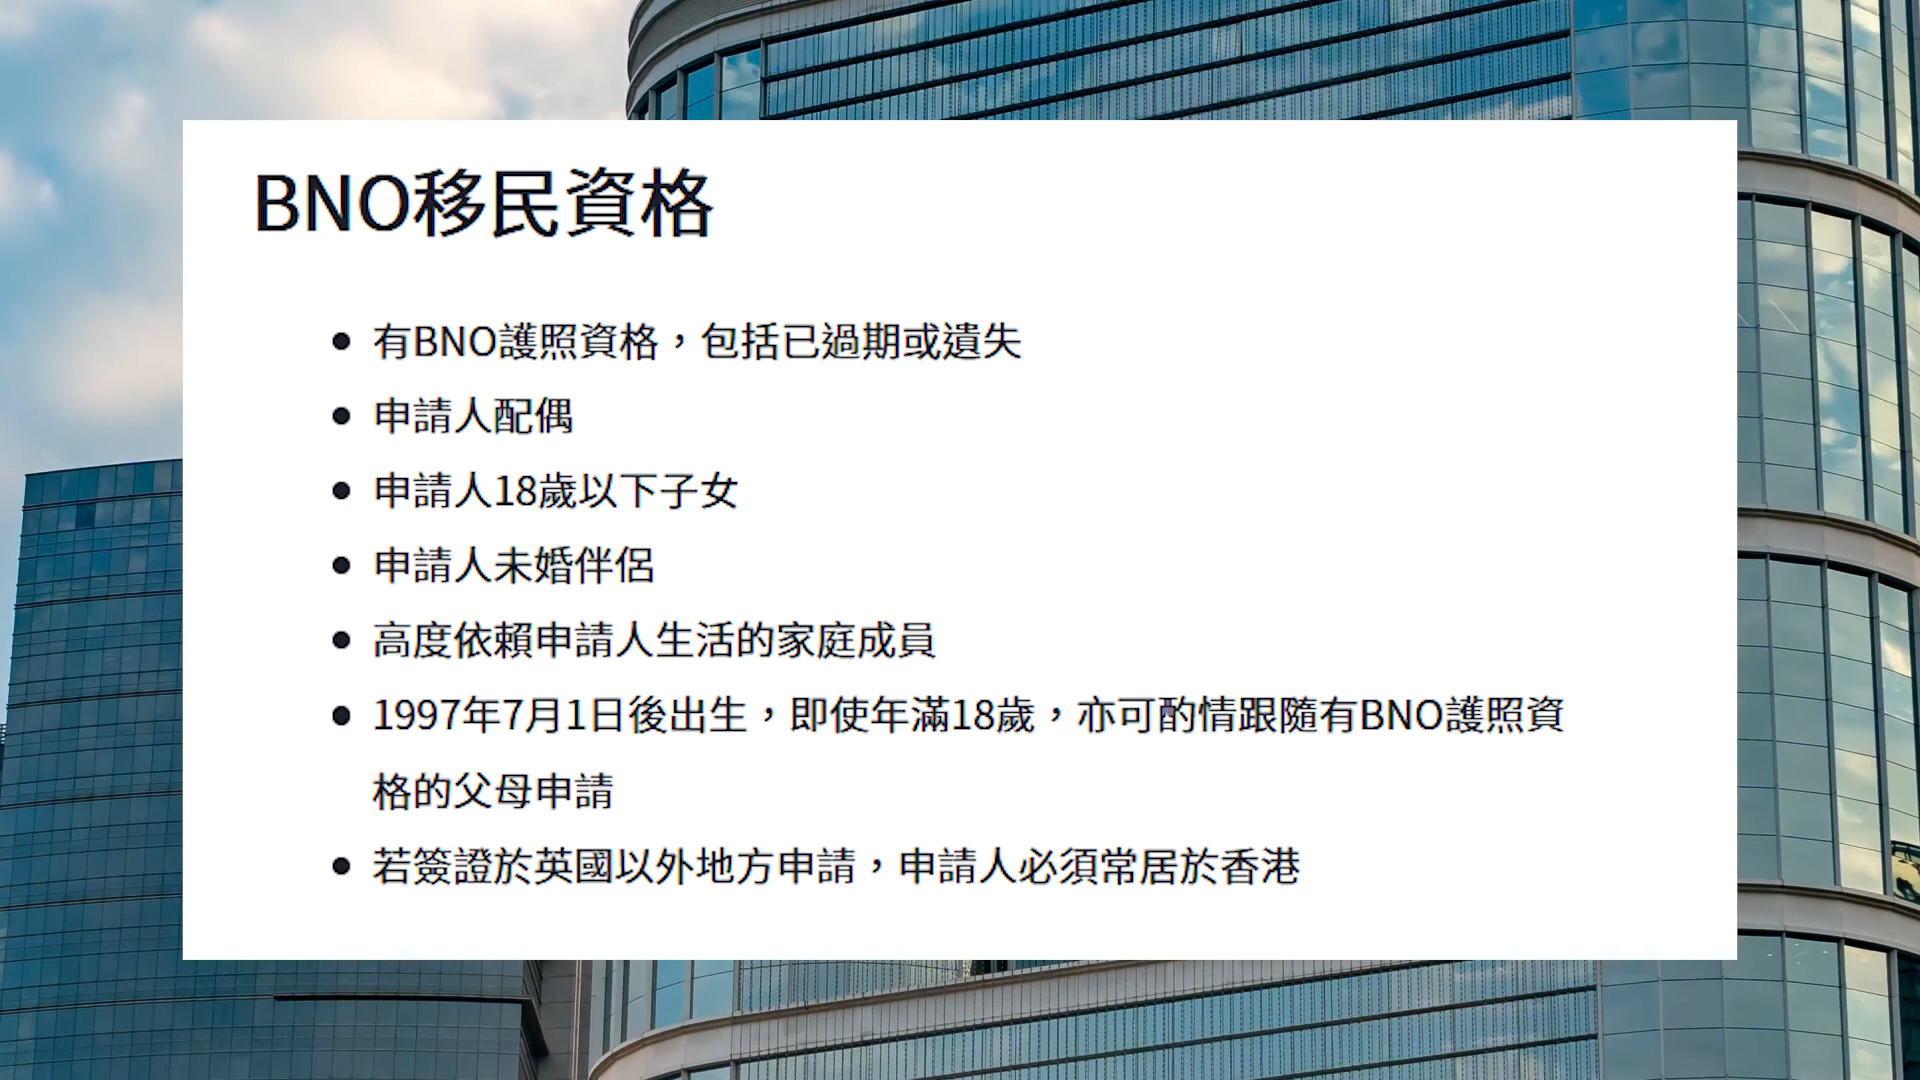 BNO移民資格
• 有BNO護照資格，包括已過期或遺失
• 申請人配偶
• 申請人18歲以下子女
• 申請人未婚伴侶
• 高度依賴申請人生活的家庭成員
• 1997年7月1日後出生，即使年滿18歲，亦可酌情跟隨有BNO護照資
格的父母申請
• 若簽證於英國以外地方申請，申請人必須常居於香港